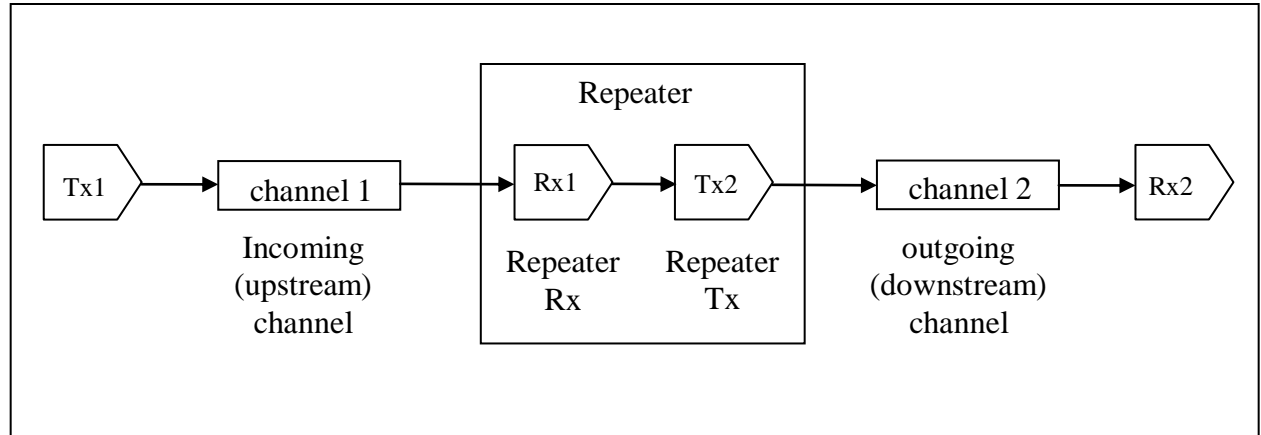 Repeater
Tx1
channel 1
Rx1
Tx2
channel 2
Rx2
Incoming
(upstream)
channel
Repeater
Rx
Repeater
Tx
outgoing
(downstream)
channel